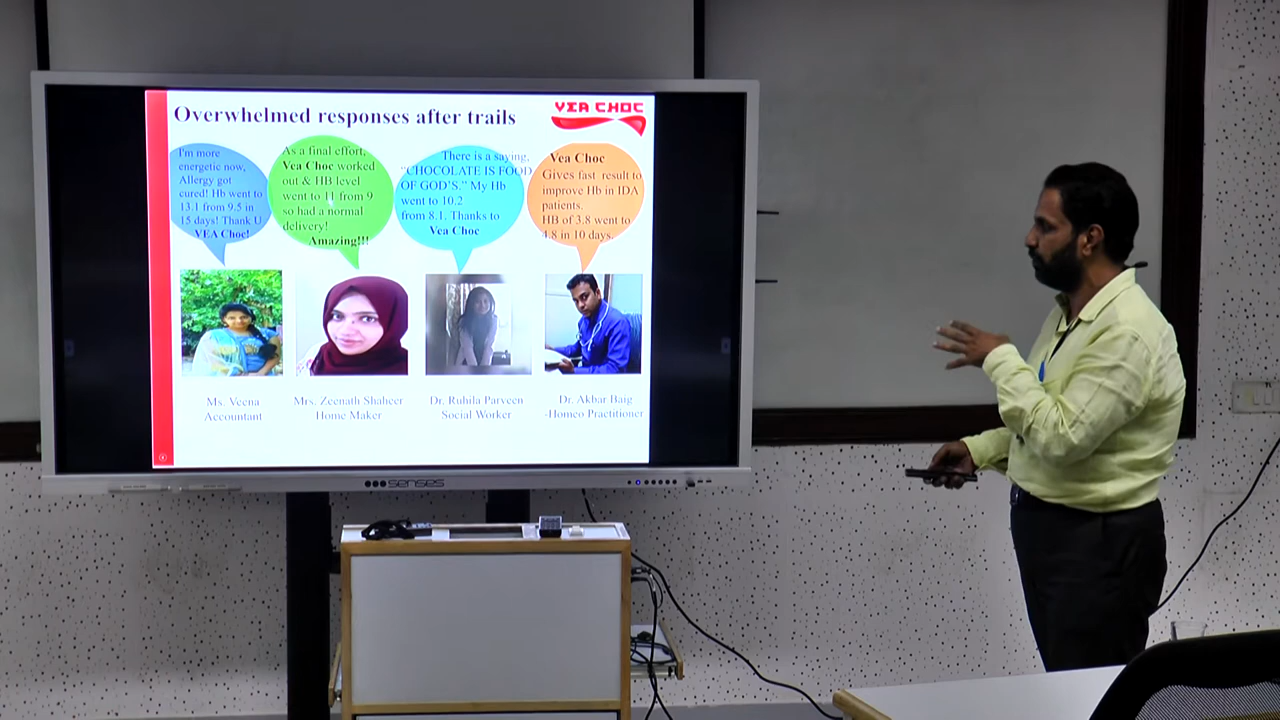 Overwhelmed responses after trails
VEA CHOC
I'm more
energetic now,
Allergy got
cured! Hb went to
13.1 from 9.5 in
15 days! Thank U
VEA Choc!
As a final effort,
Vea Choc worked
out & HB level
went to 11 from 9
so had a normal
delivery!
Amazing!!!
There is a saying,
“CHOCOLATE IS FOOD
OF GOD'S.” My Hb
went to 10.2
from 8.1. Thanks to
Vea Choc
Vea Choc
Gives fast result to
improve Hb in IDA
patients.
HB of 3.8 went to
4.8 in 10 days.
Ms. Veena
Accountant
Mrs. Zeenath Shaheer
Home Maker
Dr. Ruhila Parveen
Social Worker
Dr. Akbar Baig
-Homeo Practitioner
senses